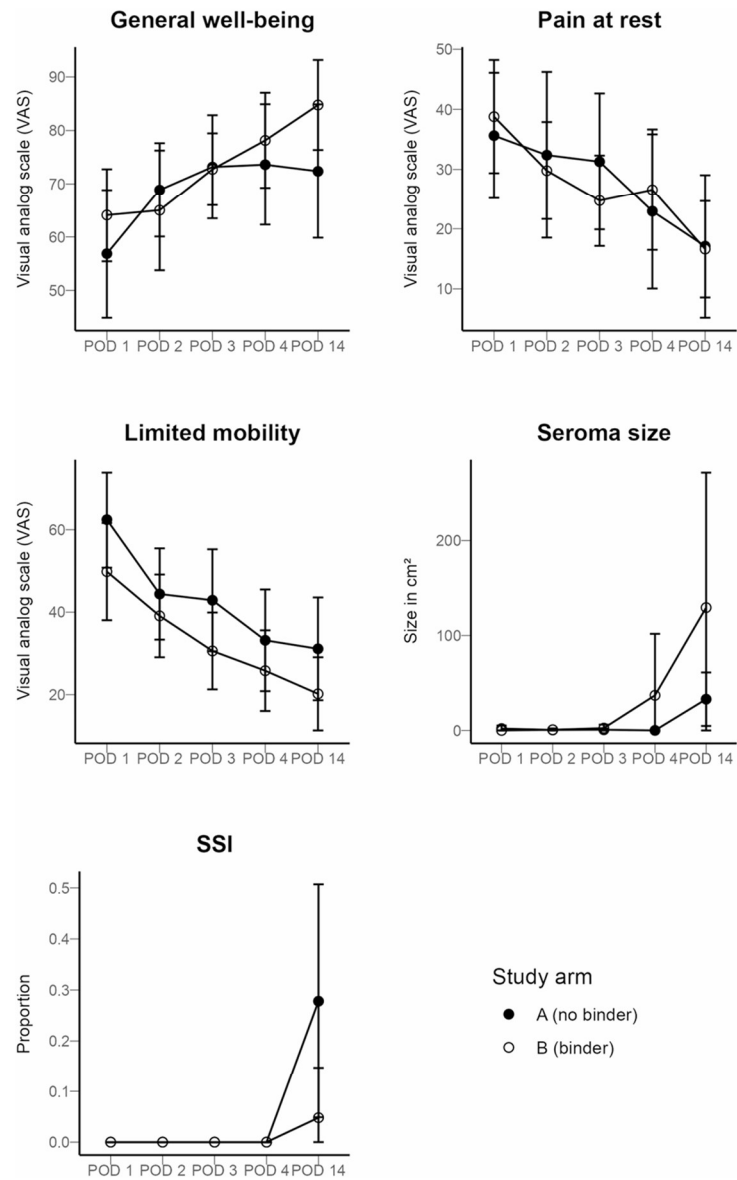 General well-being
Visual analog scale (VAS)
90
80
70
60
50
POD 1 POD 2 POD 3 POD 4 POD 14
Pain at rest
Visual analog scale (VAS)
50
40
30
20
10
POD 1 POD 2 POD 3 POD 4 POD 14
Limited mobility
Visual analog scale (VAS)
60
40
20
POD 1 POD 2 POD 3 POD 4 POD 14
Seroma size
Size in cm²
200
100
0
POD 1 POD 2 POD 3 POD 4 POD 14
SSI
Proportion
0.5
0.4
0.3
0.2
0.1
0.0
POD 1 POD 2 POD 3 POD 4 POD 14
Study arm
A (no binder)
B (binder)